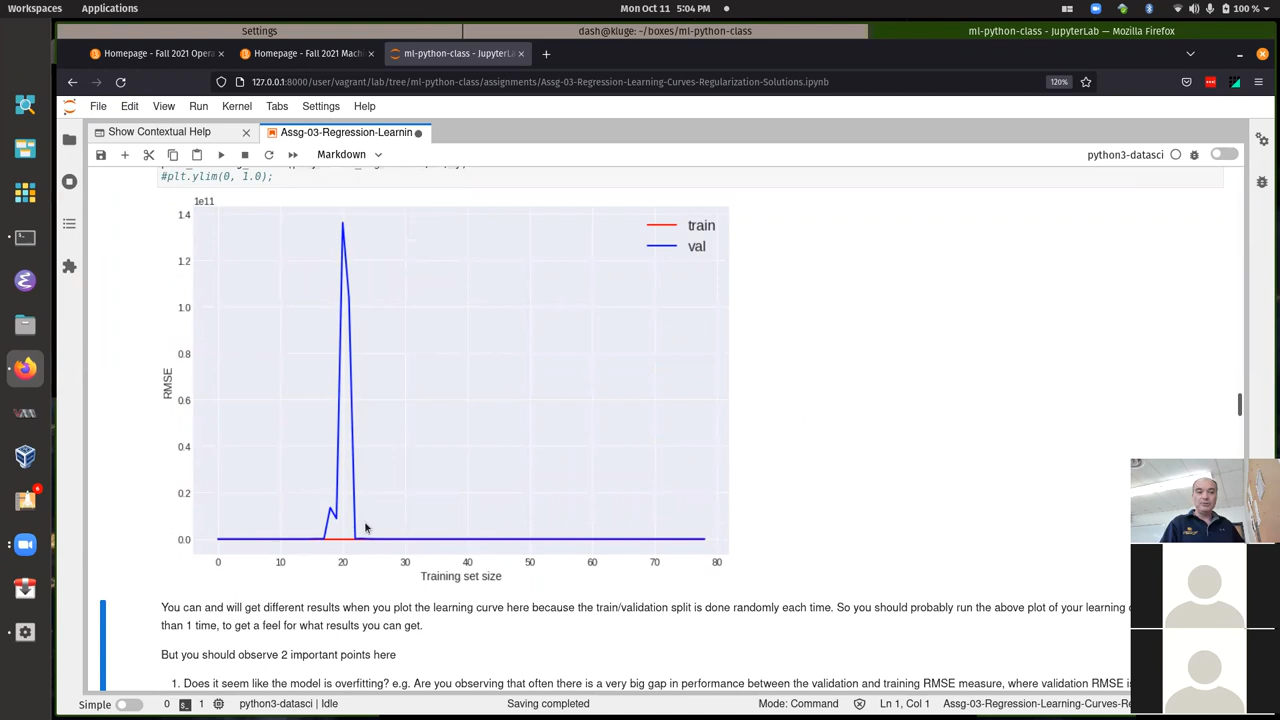 Workspaces Applications Mon Oct 11 5:04 PM 100 %
Settings dash@kluge: ~/boxes/ml-python-class ml-python-class - JupyterLab — Mozilla Firefox
Homepage - Fall 2021 Opera Homepage - Fall 2021 Machi ml-python-class - JupyterLab
127.0.0.1:8000/user/vagrant/lab/tree/ml-python-class/assignments/Assg-03-Regression-Learning-Curves-Regularization-Solutions.ipynb 120%
File Edit View Run Kernel Tabs Settings Help
Show Contextual Help Assg-03-Regression-Learnin
Markdown python3-datasci
#plt.ylim(0, 1.0);
1e11
1.4
train
val
1.2
1.0
0.8
RMSE
0.6
0.4
0.2
0.0
0 10 20 30 40 50 60 70 80
Training set size
You can and will get different results when you plot the learning curve here because the train/validation split is done randomly each time. So you should probably run the above plot of your learning
than 1 time, to get a feel for what results you can get.
But you should observe 2 important points here
1. Does it seem like the model is overfitting? e.g. Are you observing that often there is a very big gap in performance between the validation and training RMSE measure, where validation RMSE
Simple 0 1 python3-datasci | Idle Saving completed Mode: Command Ln 1, Col 1 Assg-03-Regression-Learning-Curves-Re